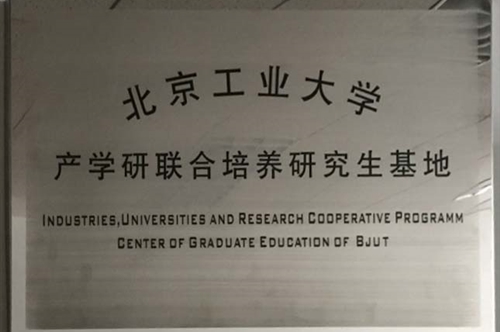 北京工业大学
产学研联合培养研究生基地
INDUSTRIES,UNIVERSITIES AND RESEARCH COOPERATIVE PROGRAMM
CENTER OF GRADUATE EDUCATION OF BJUT